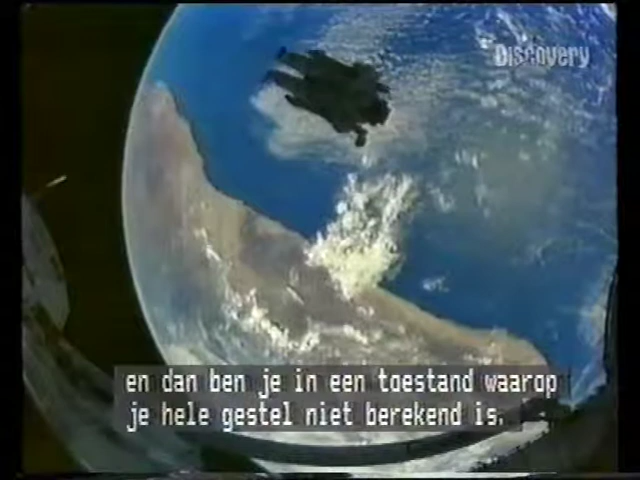 Discovery
en dan ben je in een toestand waarop
je hele gestel niet berekend is.